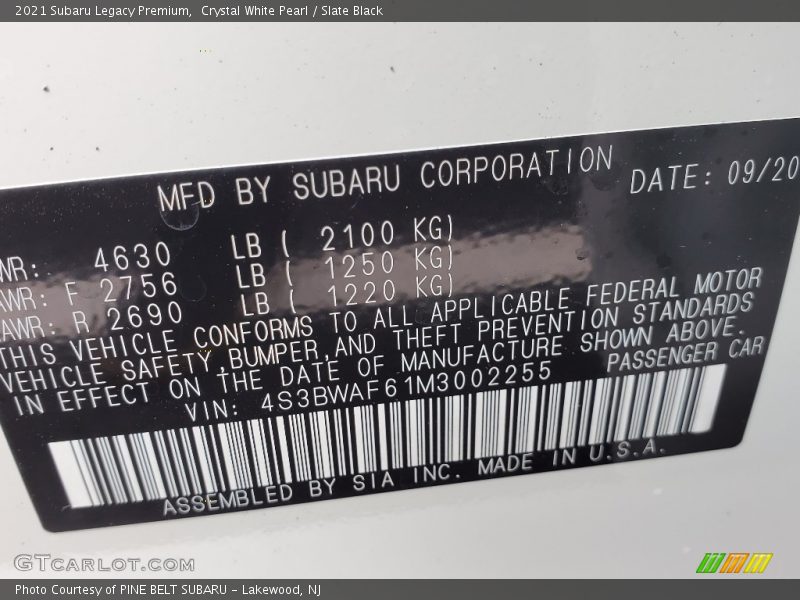 2021 Subaru Legacy Premium, Crystal White Pearl / Slate Black
MFD BY SUBARU CORPORATION DATE: 09/20
WR: 4630 LB ( 2100 KG)
AWR: F 2756 LB ( 1250 KG)
AWR: R 2690 LB ( 1220 KG)
THIS VEHICLE CONFORMS TO ALL APPLICABLE FEDERAL MOTOR
VEHICLE SAFETY,BUMPER,AND THEFT PREVENTION STANDARDS
IN EFFECT ON THE DATE OF MANUFACTURE SHOWN ABOVE.
VIN: 4S3BWAF61M3002255 PASSENGER CAR
ASSEMBLED BY SIA INC. MADE IN U.S.A.
GTCARLOT.COM
Photo Courtesy of PINE BELT SUBARU - Lakewood, NJ